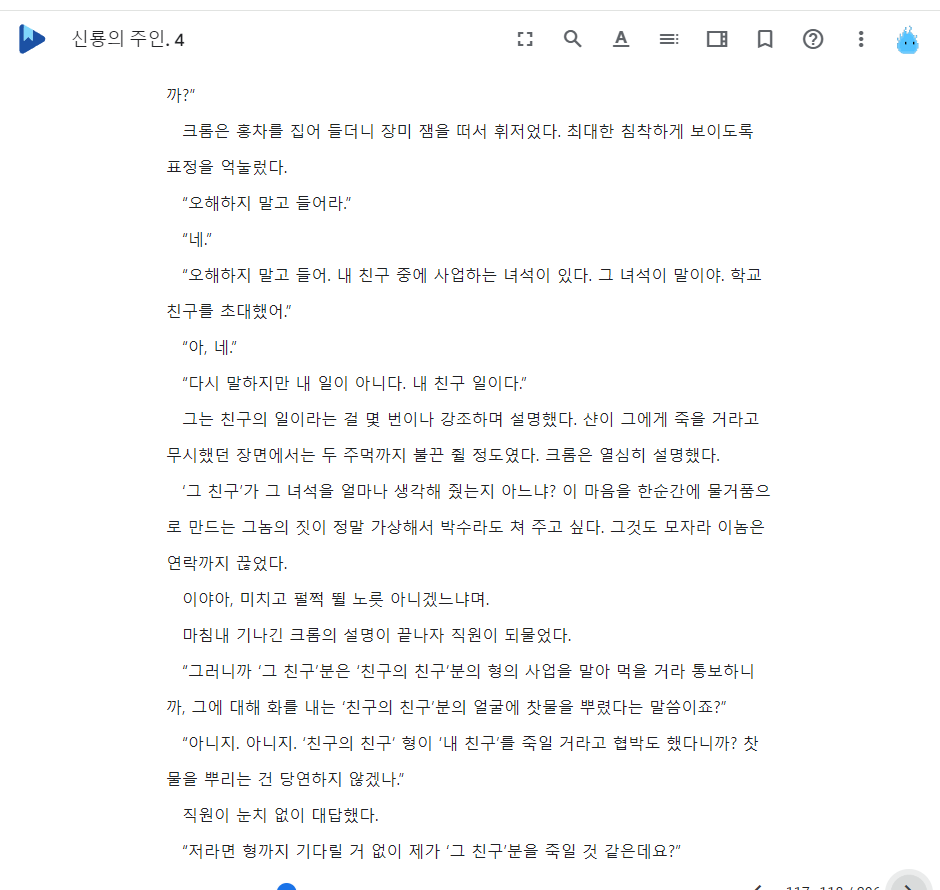 신룡의 주인. 4
까?”
크롬은 홍차를 집어 들더니 장미 잼을 떠서 휘저었다. 최대한 침착하게 보이도록
표정을 억눌렀다.
“오해하지 말고 들어라.”
“네.”
“오해하지 말고 들어. 내 친구 중에 사업하는 녀석이 있다. 그 녀석이 말이야. 학교
친구를 초대했어.”
“아, 네.”
“다시 말하지만 내 일이 아니다. 내 친구 일이다.”
그는 친구의 일이라는 걸 몇 번이나 강조하며 설명했다. 샨이 그에게 죽을 거라고
무시했던 장면에서는 두 주먹까지 불끈 쥘 정도였다. 크롬은 열심히 설명했다.
‘그 친구’가 그 녀석을 얼마나 생각해 줬는지 아느냐? 이 마음을 한순간에 물거품으
로 만드는 그놈의 짓이 정말 가상해서 박수라도 쳐 주고 싶다. 그것도 모자라 이놈은
연락까지 끊었다.
이야아, 미치고 펄쩍 뛸 노릇 아니겠느냐며.
마침내 기나긴 크롬의 설명이 끝나자 직원이 되물었다.
“그러니까 ‘그 친구’분은 ‘친구의 친구’분의 형의 사업을 말아 먹을 거라 통보하니
까, 그에 대해 화를 내는 ‘친구의 친구’분의 얼굴에 찻물을 뿌렸다는 말씀이죠?”
“아니지. 아니지. ‘친구의 친구‘ 형이 ‘내 친구’를 죽일 거라고 협박도 했다니까? 찻
물을 뿌리는 건 당연하지 않겠나.”
직원이 눈치 없이 대답했다.
“저라면 형까지 기다릴 거 없이 제가 ‘그 친구’분을 죽일 것 같은데요?”